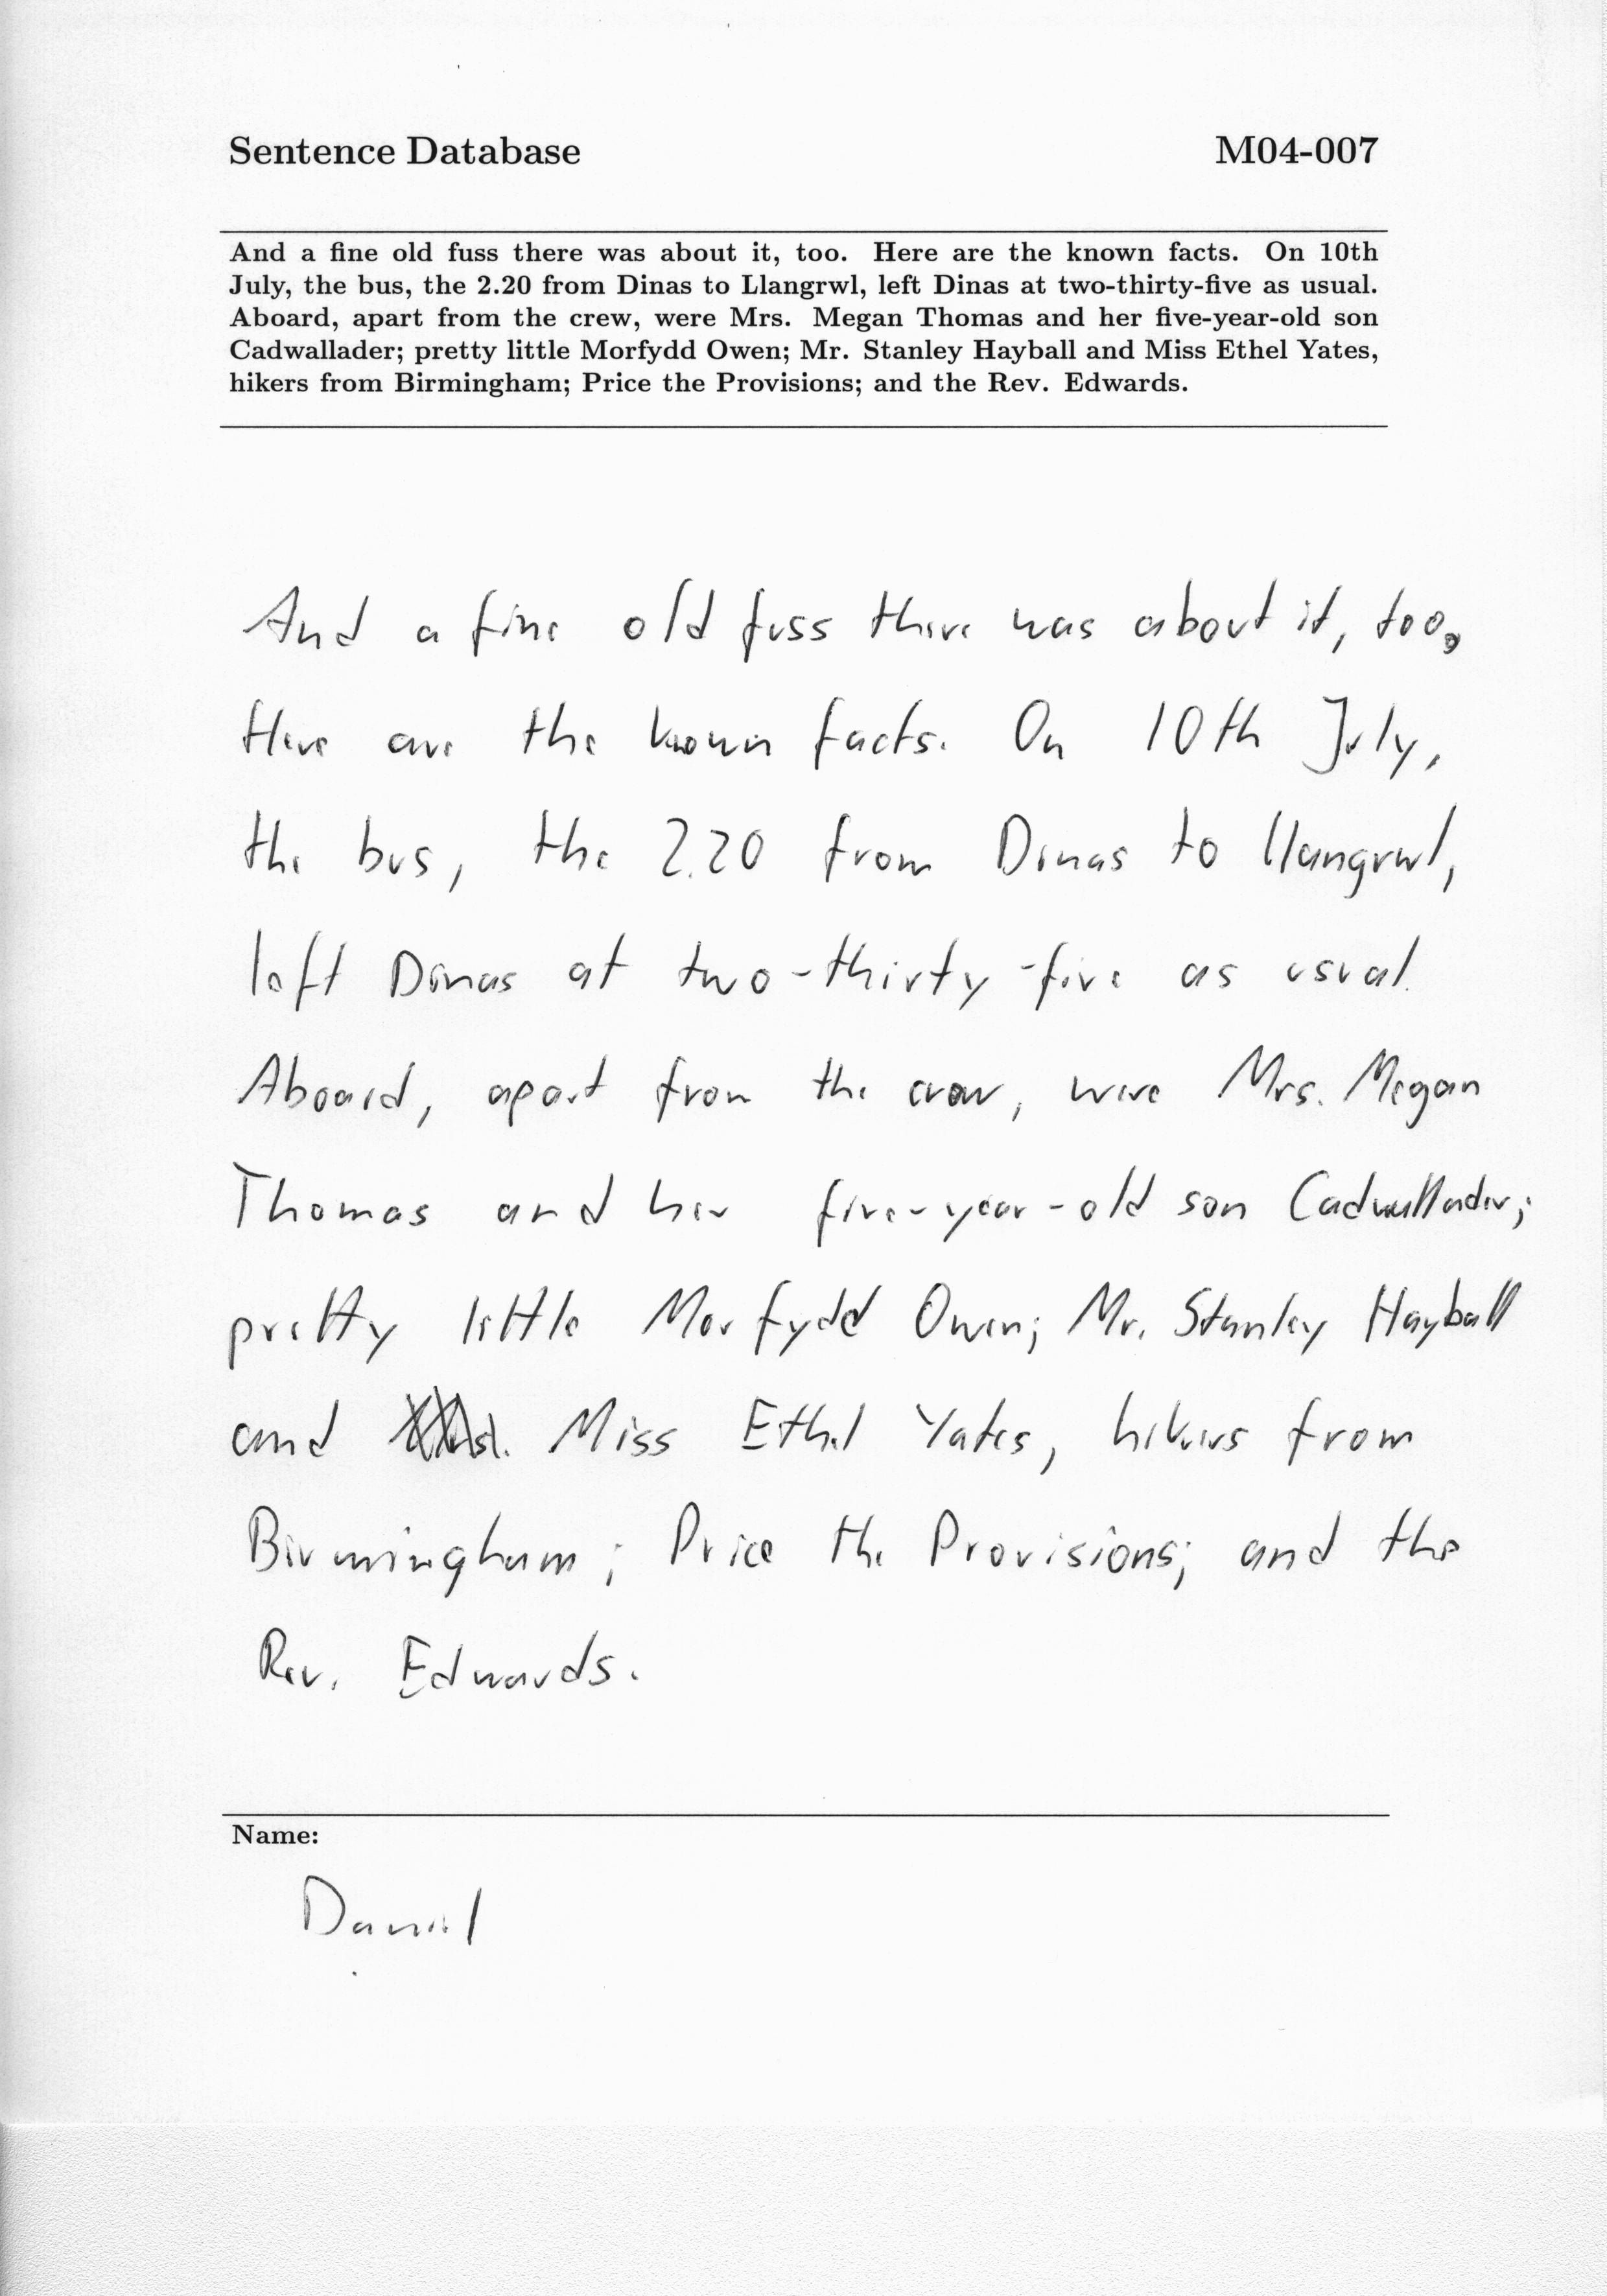 Sentence Database M04-007
And a fine old fuss there was about it, too. Here are the known facts. On 10th
July, the bus, the 2.20 from Dinas to Llangrwl, left Dinas at two-thirty-five as usual.
Aboard, apart from the crew, were Mrs. Megan Thomas and her five-year-old son
Cadwallader; pretty little Morfydd Owen; Mr. Stanley Hayball and Miss Ethel Yates,
hikers from Birmingham; Price the Provisions; and the Rev. Edwards.
And a fine old fuss there was about it, too,
Here are the known facts. On 10th July,
the bus, the 2.20 from Dinas to Llangrwl,
left Dinas at two-thirty-five as usual.
Aboard, apart from the crew, were Mrs. Megan
Thomas and her five-year-old son Cadwallader;
pretty little Morfydd Owen; Mr. Stanley Hayball
and Miss Ethel Yates, hikers from
Birmingham; Price the Provisions; and the
Rev. Edwards.
Name:
Daniel